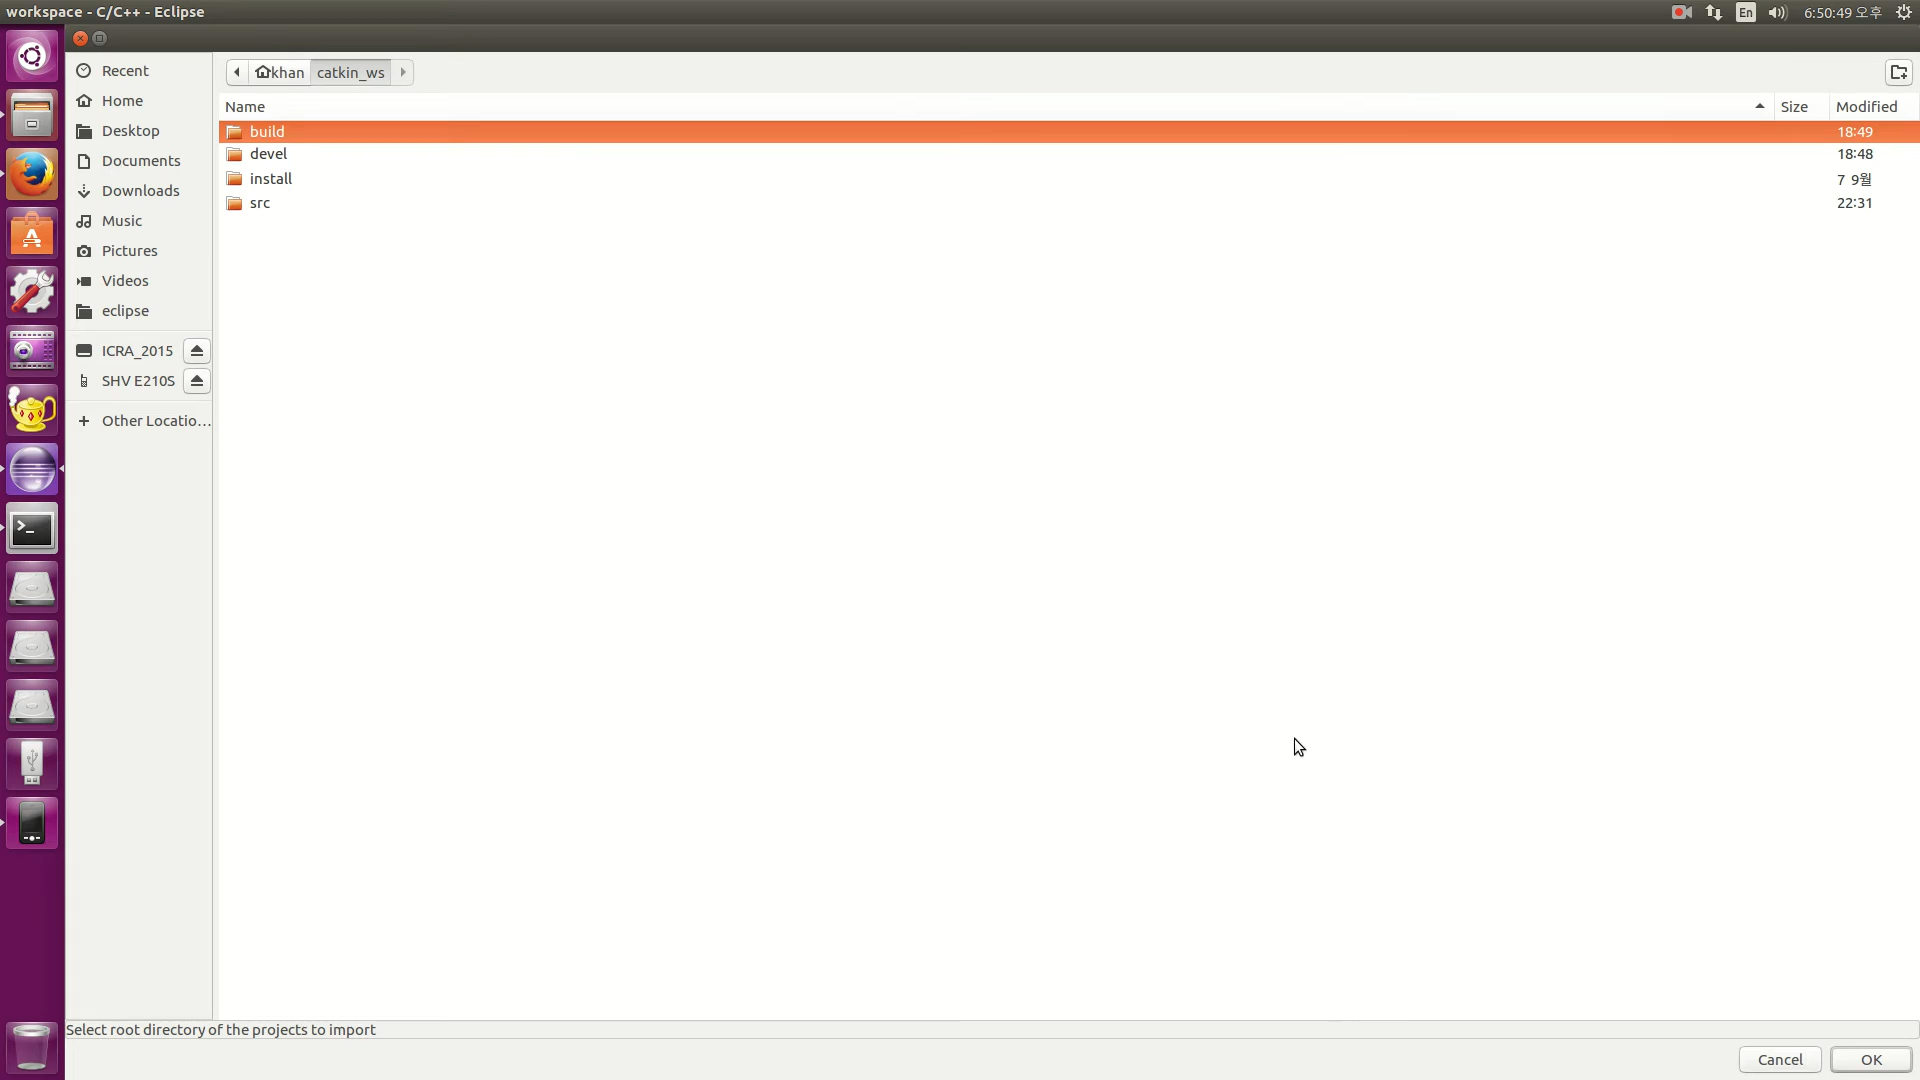 workspace - C/C++ - Eclipse
En
6:50:49 오후
Recent
Home
Desktop
Documents
Downloads
Music
Pictures
Videos
eclipse
ICRA_2015
SHV E210S
Other Locatio...
khan
catkin_ws
Name
Size
Modified
build
18:49
devel
18:48
install
7 9월
src
22:31
Select root directory of the projects to import
Cancel
OK